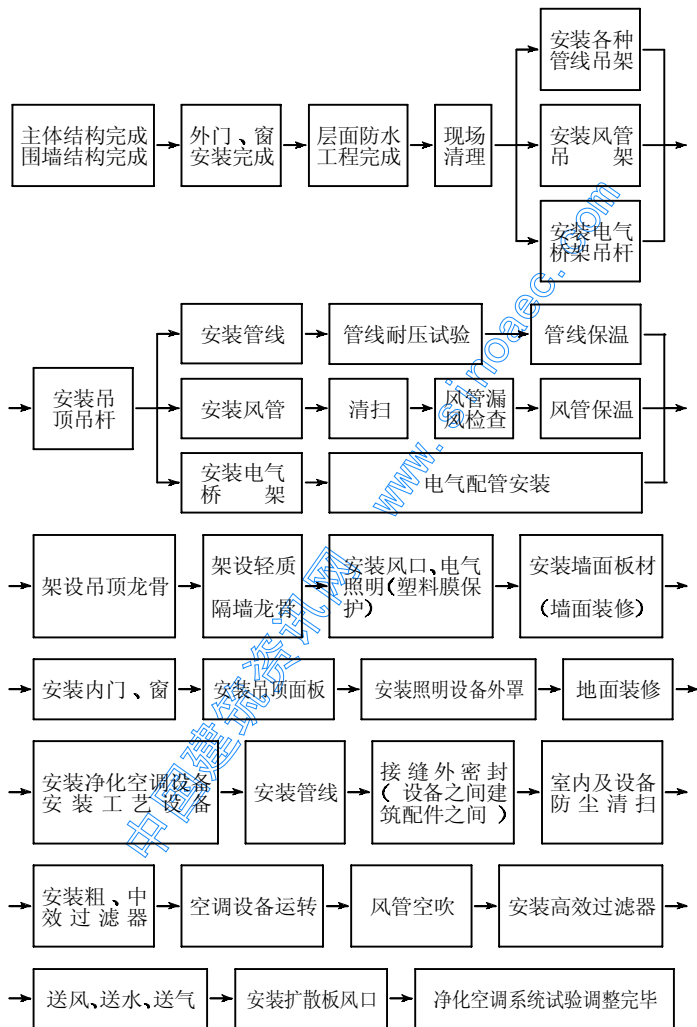 安装各种
管线吊架
主体结构完成
围墙结构完成
外门、窗
安装完成
层面防水
工程完成
现场
清理
安装风管
吊 架
安装电气
桥架吊杆
安装吊
顶吊杆
安装管线
管线耐压试验
管线保温
安装风管
清扫
风管漏
风检查
风管保温
安装电气
桥 架
电气配管安装
架设吊顶龙骨
架设轻质
隔墙龙骨
安装风口、电气
照明(塑料膜保
护)
安装墙面板材
(墙面装修)
安装内门、窗
安装吊顶面板
安装照明设备外罩
地面装修
安装净化空调设备
安装工艺设备
安装管线
接缝外密封
(设备之间建
筑配件之间)
室内及设备
防尘清扫
安装粗、中
效过滤器
空调设备运转
风管空吹
安装高效过滤器
送风、送水、送气
安装扩散板风口
净化空调系统试验调整完毕
中国建筑资讯网 www.sinoaec.com